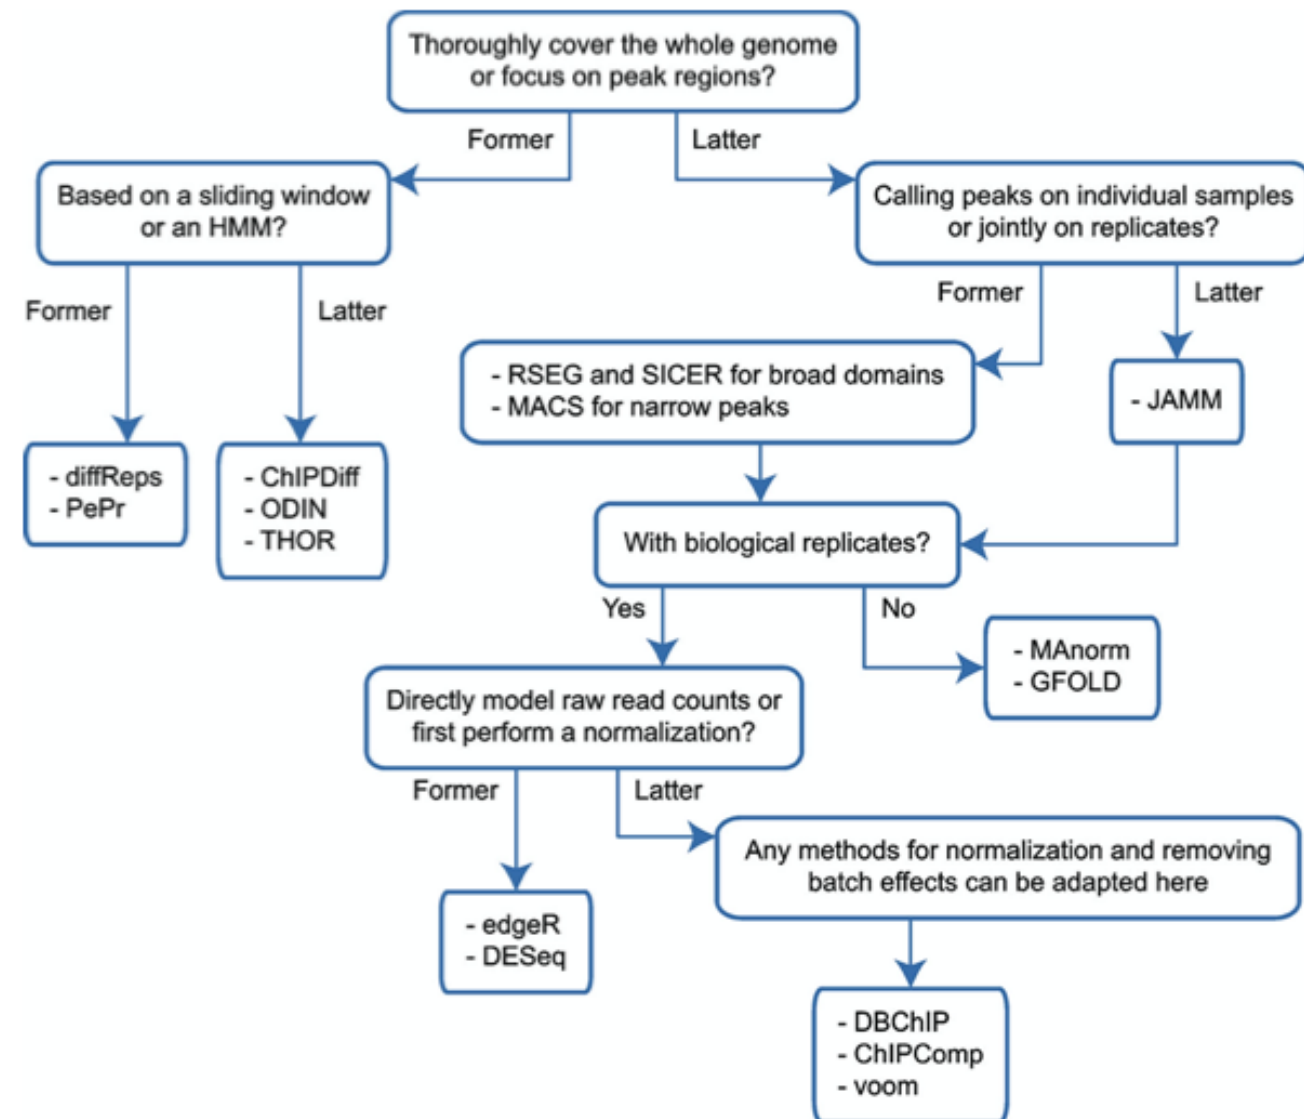 Thoroughly cover the whole genome
or focus on peak regions?
Former
Latter
Based on a sliding window
or an HMM?
Calling peaks on individual samples
or jointly on replicates?
Former
Latter
Former
Latter
- RSEG and SICER for broad domains
- MACS for narrow peaks
- JAMM
- diffReps
- PePr
- ChIPDiff
- ODIN
- THOR
With biological replicates?
Yes
No
- MAnorm
- GFOLD
Directly model raw read counts or
first perform a normalization?
Former
Latter
Any methods for normalization and removing
batch effects can be adapted here
- edgeR
- DESeq
- DBChIP
- ChIPComp
- voom